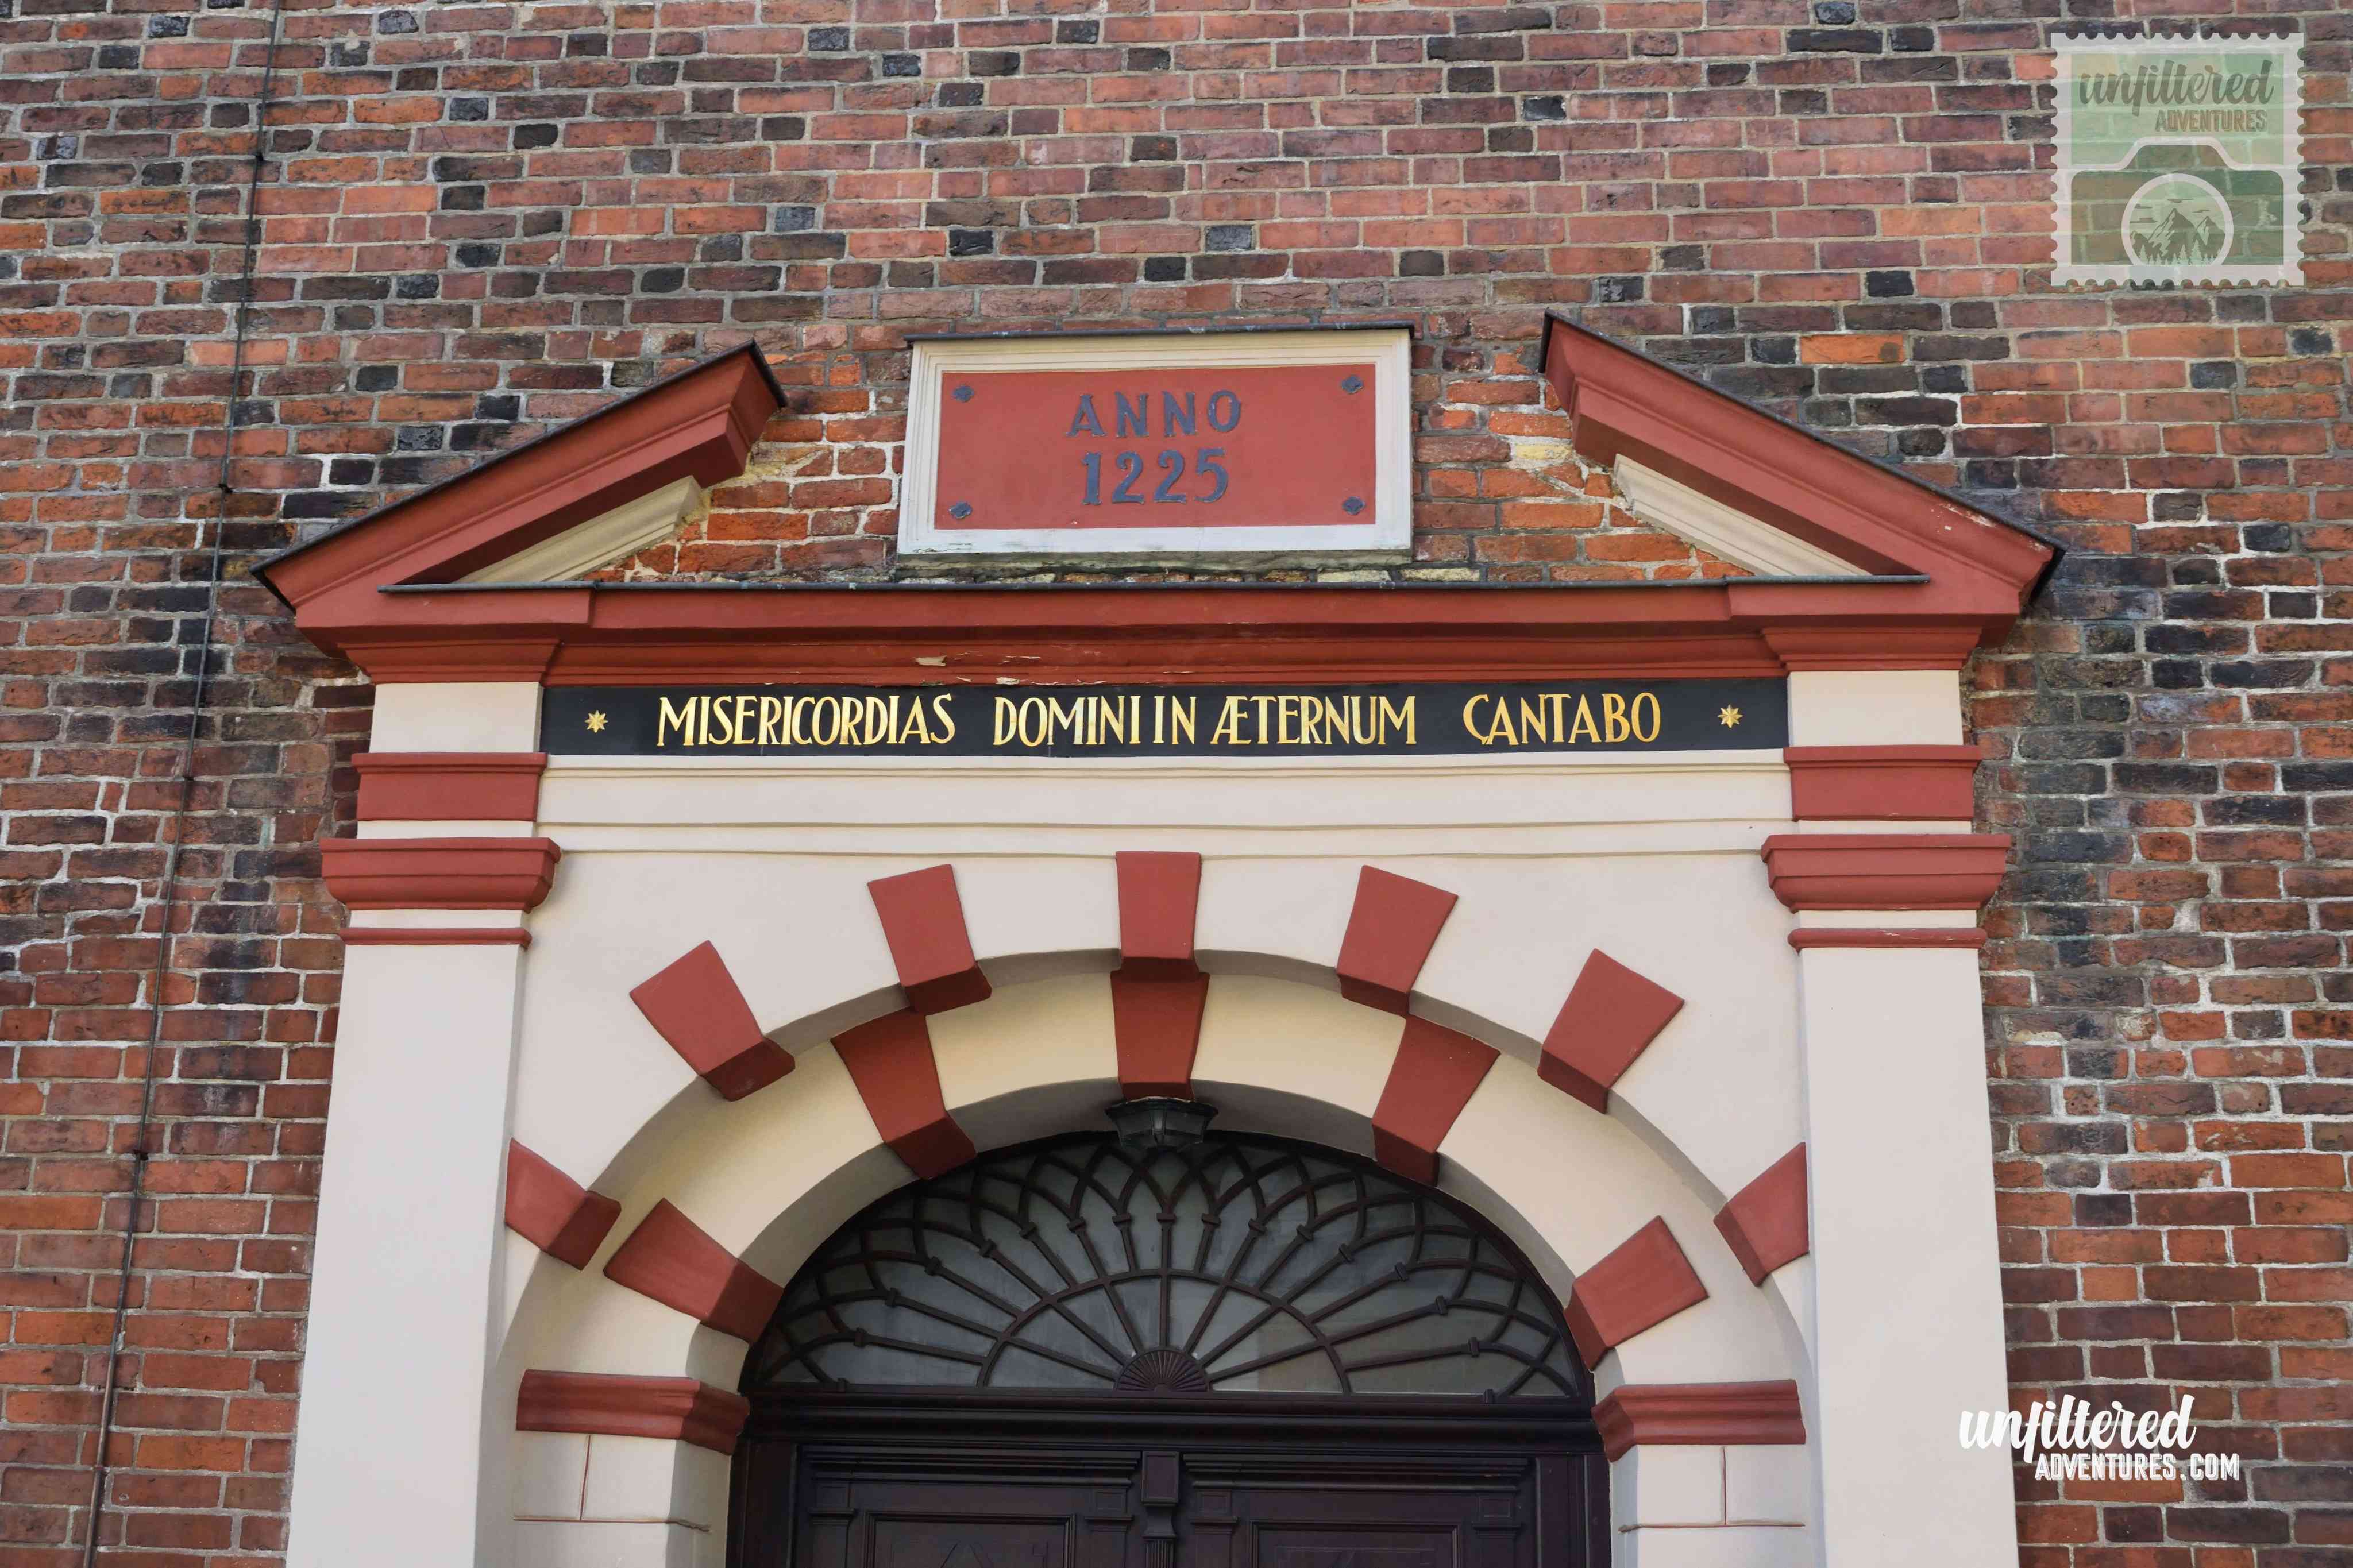 unfiltered
ADVENTURES
ANNO
1225
MISERICORDIAS DOMINI IN ÆTERNUM CANTABO
unfiltered
ADVENTURES.COM